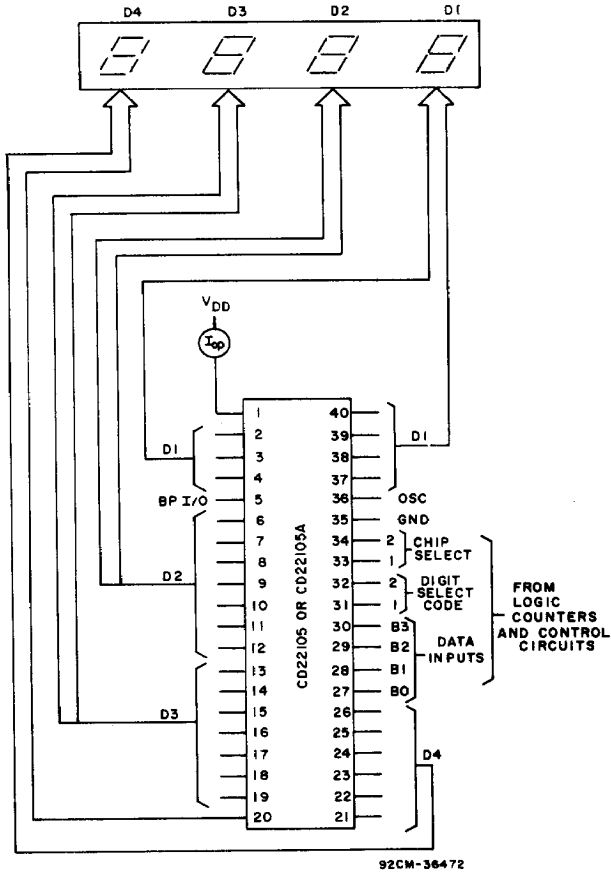 D4 D3 D2 D1
VDD
Iop
1 40
2 39
D1 3 38 D1
4 37
BP I/O 5 36 OSC
6 35 GND
7 34 2 CHIP
8 33 1 SELECT
D2 9 32 2 DIGIT
10 31 1 SELECT
CODE
11 30 B3
12 29 B2 DATA
13 28 B1 INPUTS
14 27 B0
D3 15 26
16 25
17 24 D4
18 23
19 22
20 21
CD22105 OR CD22105A
FROM
LOGIC
COUNTERS
AND CONTROL
CIRCUITS
92CM-36472